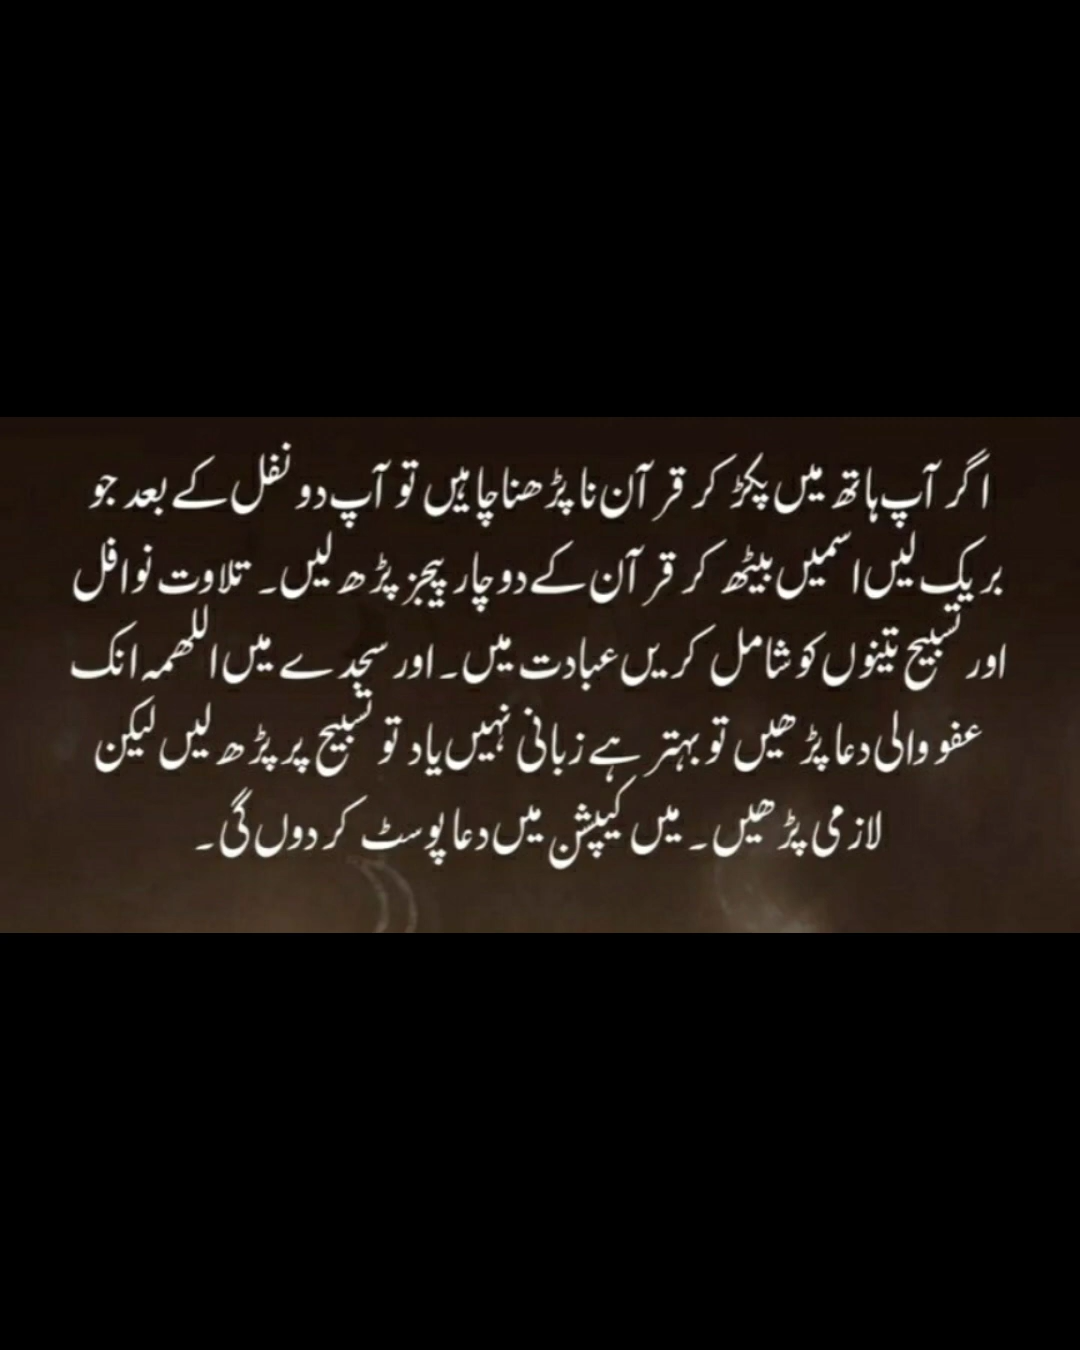 اگر آپ ہاتھ میں پکڑ کر قرآن نا پڑھنا چاہیں تو آپ دو نفل کے بعد جو
بریک لیں اسمیں بیٹھ کر قرآن کے دو چار پیجز پڑھ لیں۔ تلاوت نوافل
اور تسبیح تینوں کو شامل کریں عبادت میں۔ اور سجدے میں اللھمہ انک
عفو والی دعا پڑھیں تو بہتر ہے زبانی نہیں یاد تو تسبیح پر پڑھ لیں لیکن
لازمی پڑھیں۔ میں کیپشن میں دعا پوسٹ کر دوں گی۔